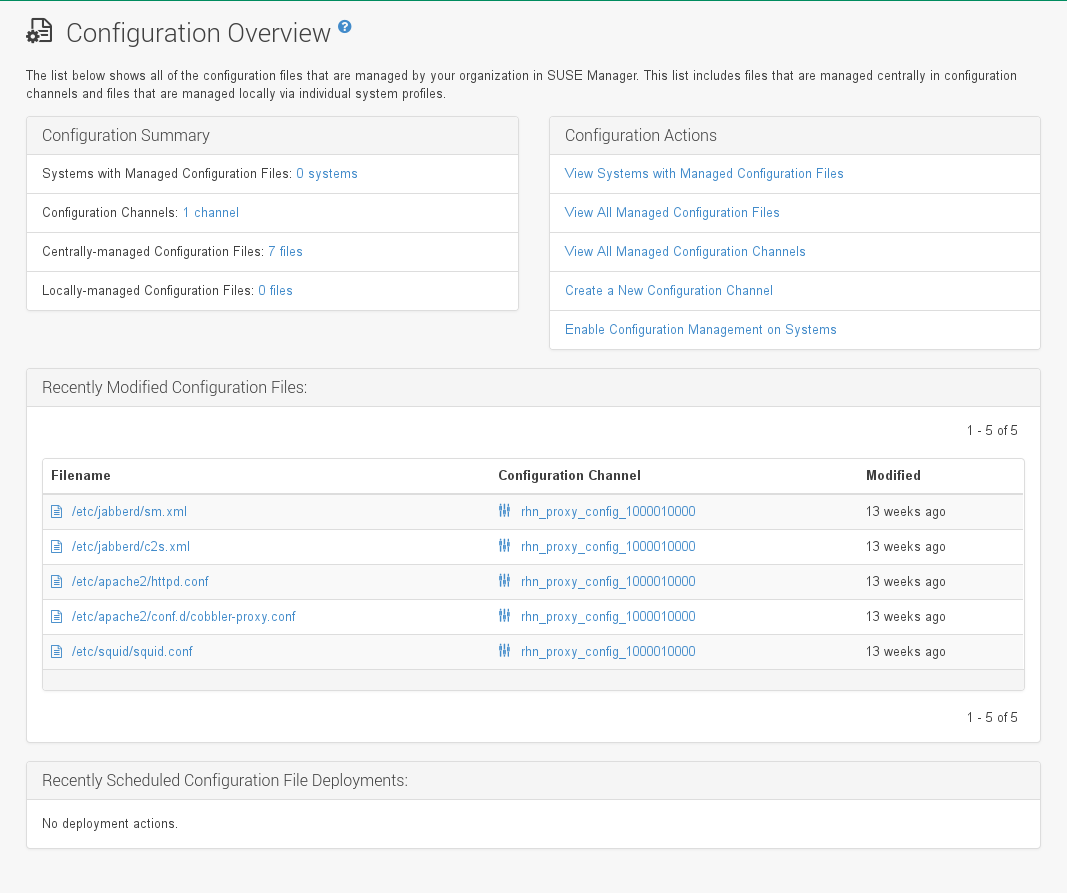 Configuration Overview ?
The list below shows all of the configuration files that are managed by your organization in SUSE Manager. This list includes files that are managed centrally in configuration
channels and files that are managed locally via individual system profiles.
Configuration Summary
Systems with Managed Configuration Files: 0 systems
Configuration Channels: 1 channel
Centrally-managed Configuration Files: 7 files
Locally-managed Configuration Files: 0 files
Configuration Actions
View Systems with Managed Configuration Files
View All Managed Configuration Files
View All Managed Configuration Channels
Create a New Configuration Channel
Enable Configuration Management on Systems
Recently Modified Configuration Files:
1 - 5 of 5
Filename Configuration Channel Modified
/etc/jabberd/sm.xml rhn_proxy_config_1000010000 13 weeks ago
/etc/jabberd/c2s.xml rhn_proxy_config_1000010000 13 weeks ago
/etc/apache2/httpd.conf rhn_proxy_config_1000010000 13 weeks ago
/etc/apache2/conf.d/cobbler-proxy.conf rhn_proxy_config_1000010000 13 weeks ago
/etc/squid/squid.conf rhn_proxy_config_1000010000 13 weeks ago
1 - 5 of 5
Recently Scheduled Configuration File Deployments:
No deployment actions.